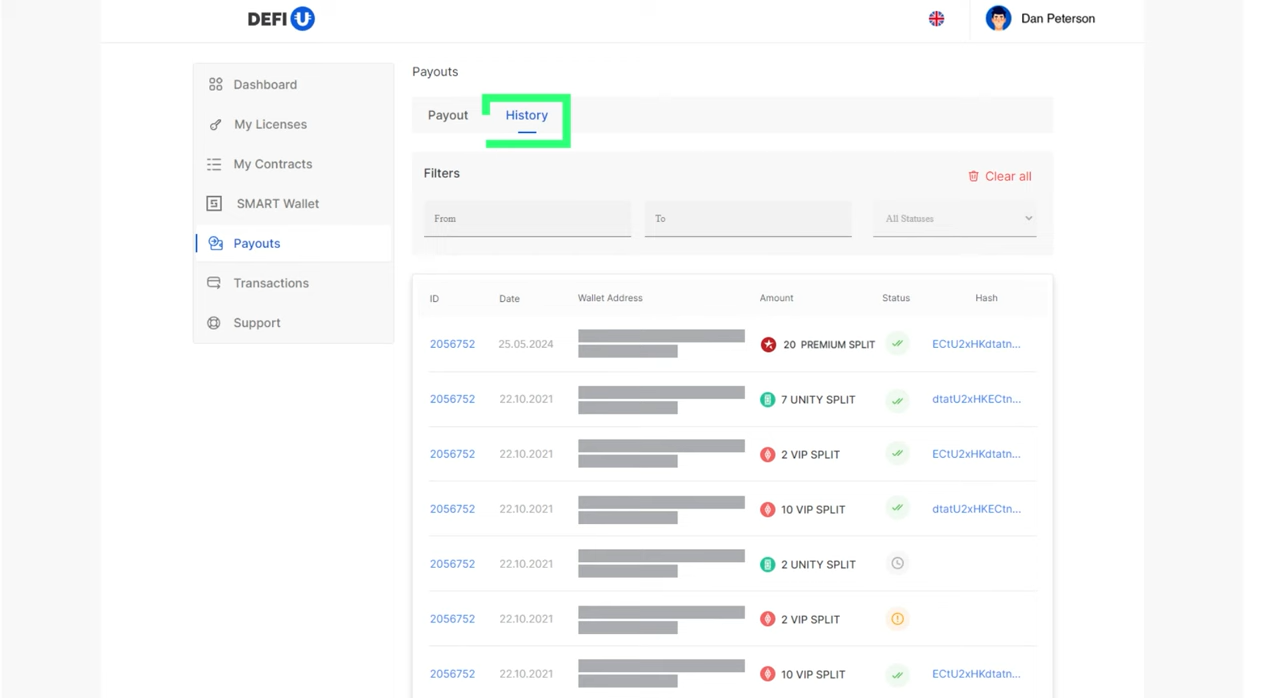 DEFI U
Dan Peterson
Dashboard
My Licenses
My Contracts
SMART Wallet
Payouts
Transactions
Support
Payouts
Payout History
Filters
Clear all
From To All Statuses
ID Date Wallet Address Amount Status Hash
2056752 25.05.2024 20 PREMIUM SPLIT ECtU2xHKdtatn...
2056752 22.10.2021 7 UNITY SPLIT dtatU2xHKECtn...
2056752 22.10.2021 2 VIP SPLIT ECtU2xHKdtatn...
2056752 22.10.2021 10 VIP SPLIT dtatU2xHKECtn...
2056752 22.10.2021 2 UNITY SPLIT
2056752 22.10.2021 2 VIP SPLIT
2056752 22.10.2021 10 VIP SPLIT ECtU2xHKdtatn...